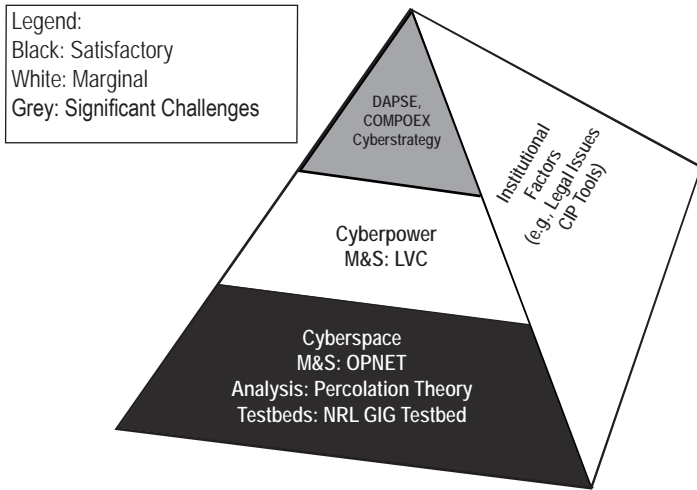 Legend:
Black: Satisfactory
White: Marginal
Grey: Significant Challenges
DAPSE,
COMPOEX
Cyberstrategy
Institutional
Factors
(e.g., Legal Issues
CIP Tools)
Cyberpower
M&S: LVC
Cyberspace
M&S: OPNET
Analysis: Percolation Theory
Testbeds: NRL GIG Testbed